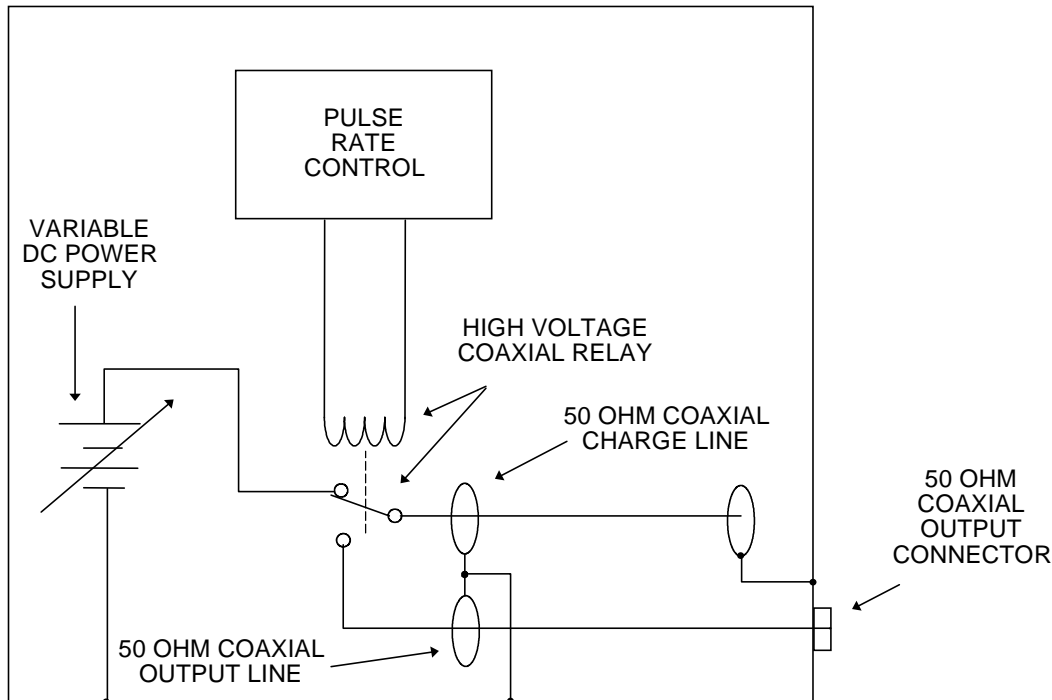 PULSE
RATE
CONTROL
VARIABLE
DC POWER
SUPPLY
HIGH VOLTAGE
COAXIAL RELAY
50 OHM COAXIAL
CHARGE LINE
50 OHM
COAXIAL
OUTPUT
CONNECTOR
50 OHM COAXIAL
OUTPUT LINE